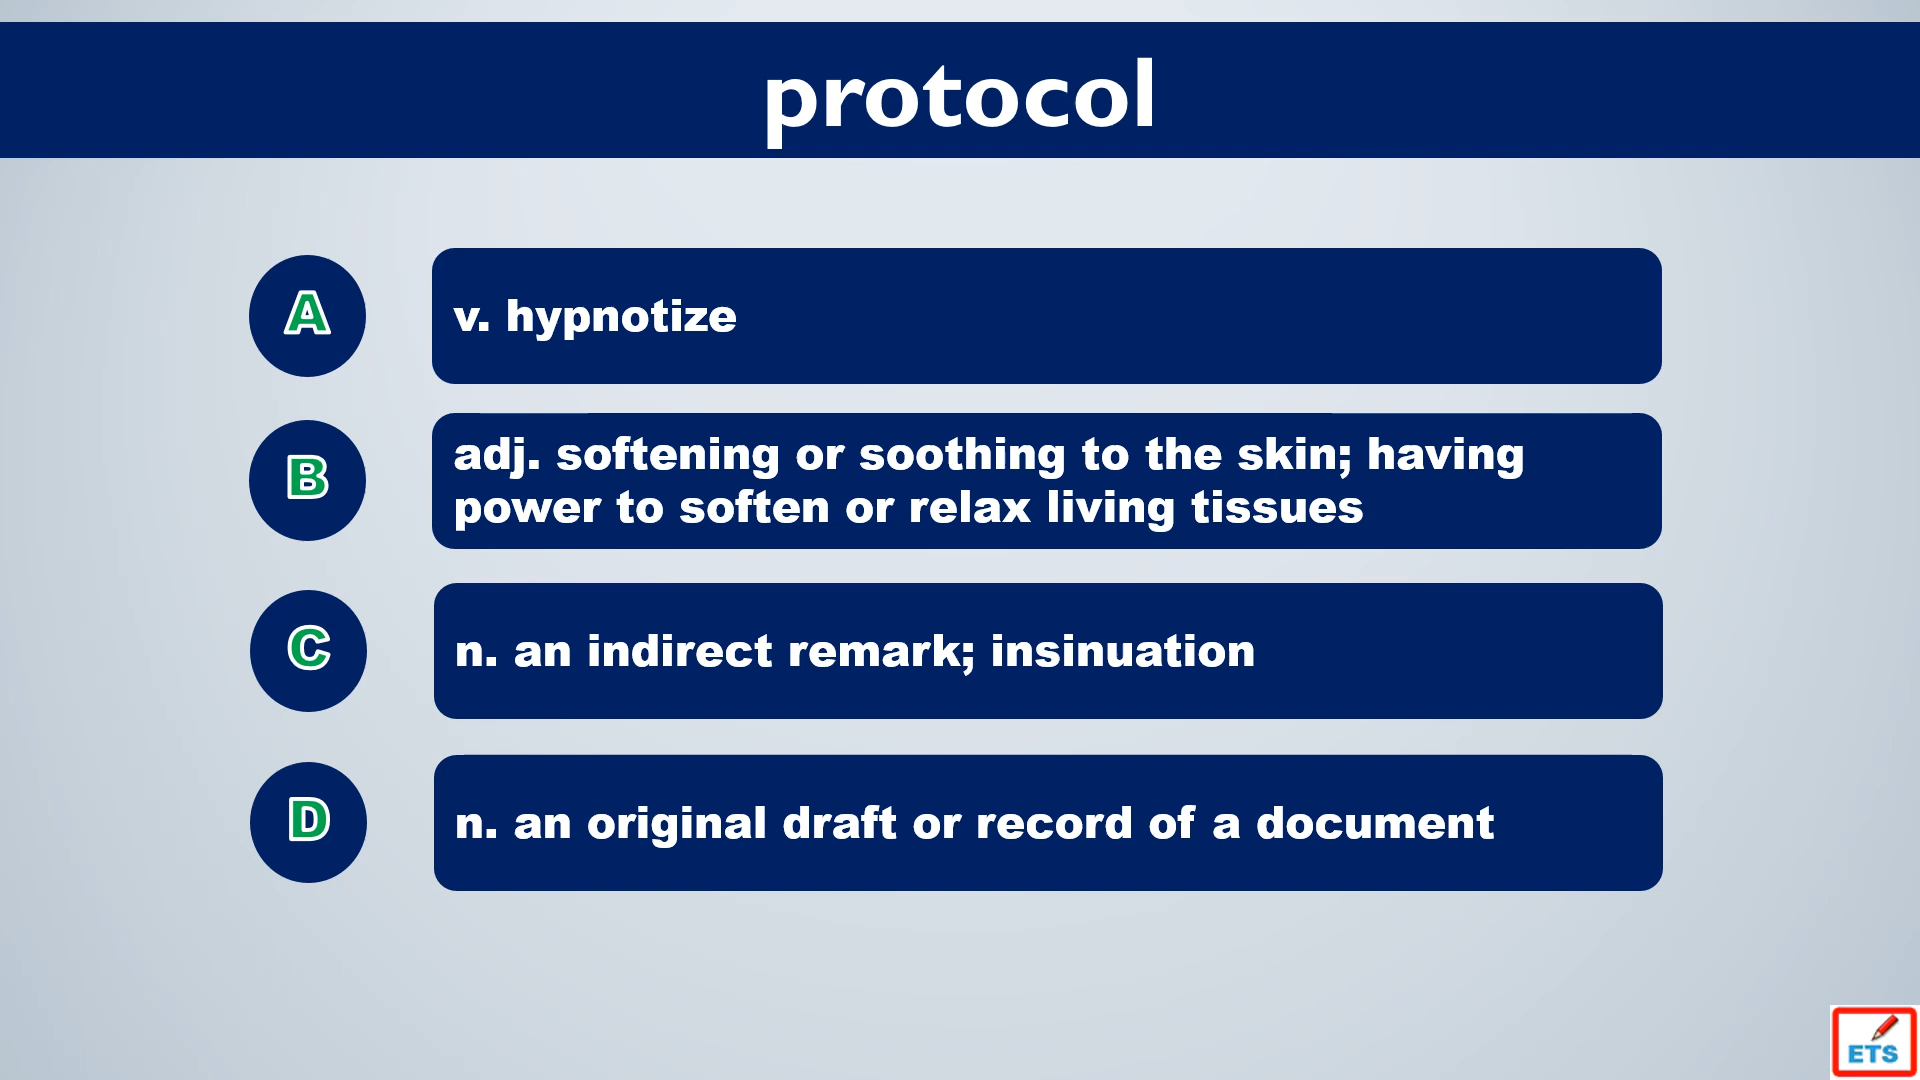 protocol
A
v. hypnotize
B
adj. softening or soothing to the skin; having
power to soften or relax living tissues
C
n. an indirect remark; insinuation
D
n. an original draft or record of a document
ETS